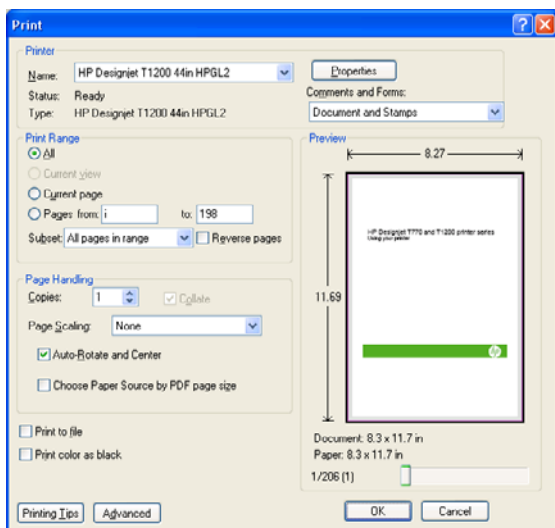 Print
Printer
Name: HP Designjet T1200 44in HPGL2
Properties
Status: Ready
Type: HP Designjet T1200 44in HPGL2
Comments and Forms:
Document and Stamps
Print Range
All
Current view
Current page
Pages from: i to: 198
Subset: All pages in range
Reverse pages
Page Handling
Copies: 1
Collate
Page Scaling: None
Auto-Rotate and Center
Choose Paper Source by PDF page size
Print to file
Print color as black
Preview
8.27
11.69
HP Designjet T770 and T1200 printer series
Using your printer
hp
Document: 8.3 x 11.7 in
Paper: 8.3 x 11.7 in
1/206 (1)
Printing Tips
Advanced
OK
Cancel